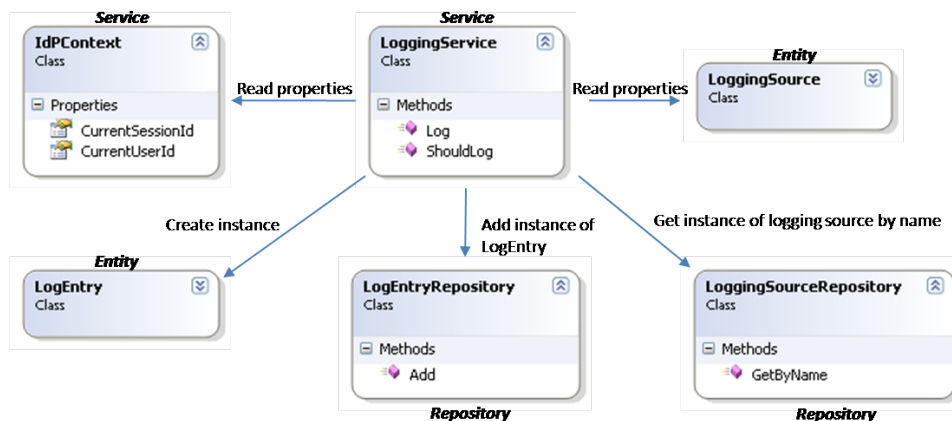 Service
IdPContext
Class
Properties
CurrentSessionId
CurrentUserId
Read properties
Service
LoggingService
Class
Methods
Log
ShouldLog
Read properties
Entity
LoggingSource
Class
Create instance
Add instance of
LogEntry
Get instance of logging source by name
Entity
LogEntry
Class
LogEntryRepository
Class
Methods
Add
Repository
LoggingSourceRepository
Class
Methods
GetByName
Repository